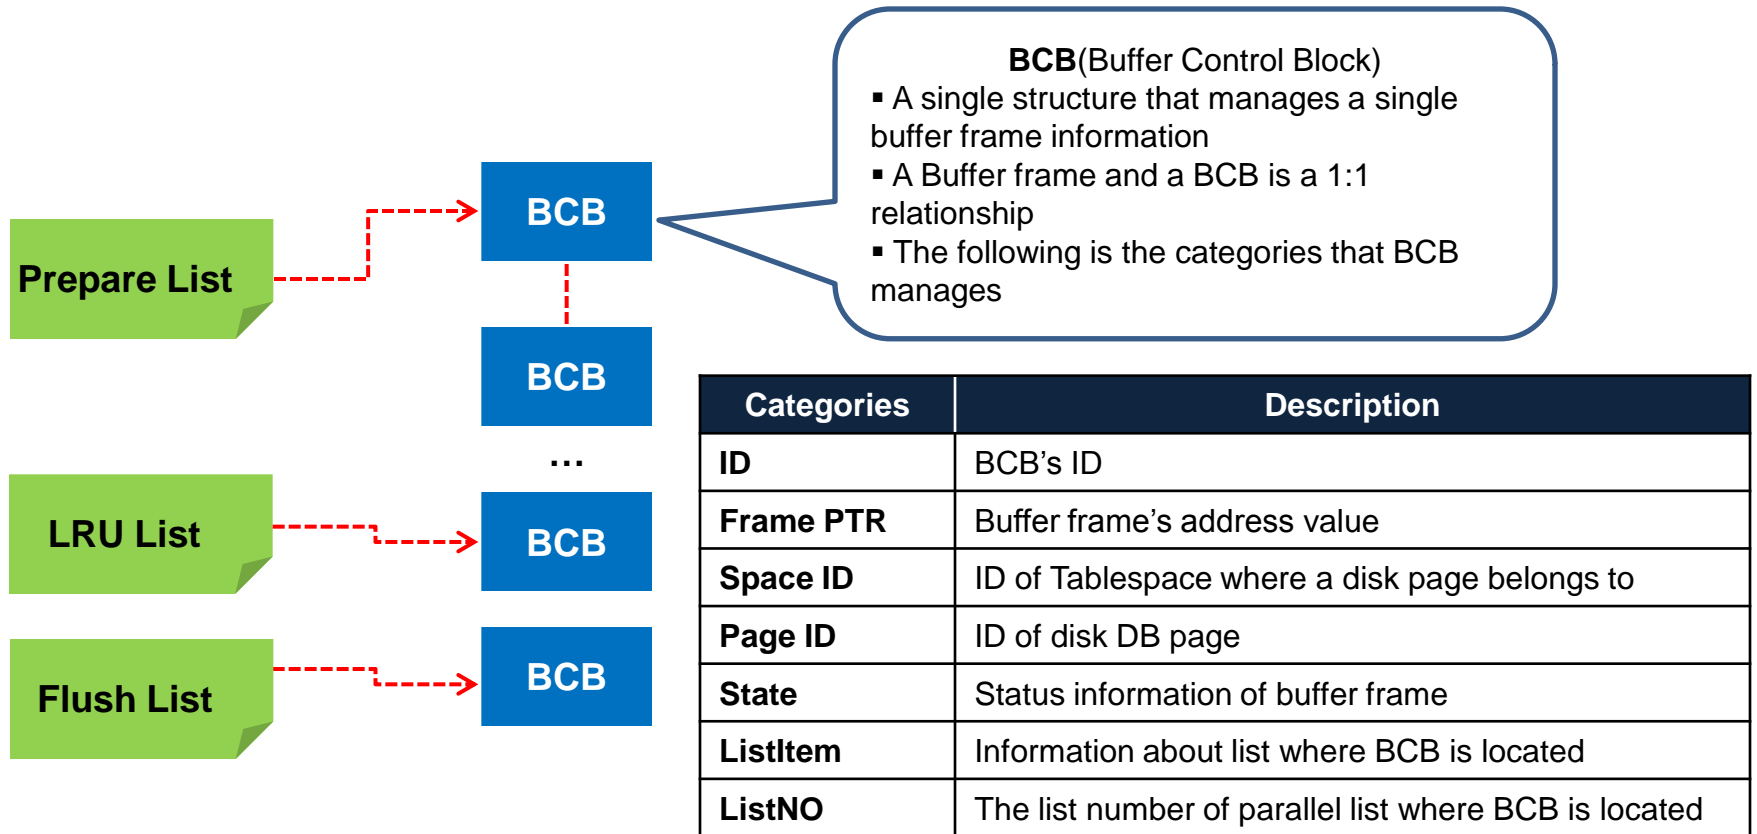 BCB(Buffer Control Block)
▪ A single structure that manages a single
buffer frame information
▪ A Buffer frame and a BCB is a 1:1
relationship
▪ The following is the categories that BCB
manages
Prepare List
BCB
BCB
...
LRU List
BCB
Flush List
BCB
Categories Description
ID BCB's ID
Frame PTR Buffer frame's address value
Space ID ID of Tablespace where a disk page belongs to
Page ID ID of disk DB page
State Status information of buffer frame
ListItem Information about list where BCB is located
ListNO The list number of parallel list where BCB is located